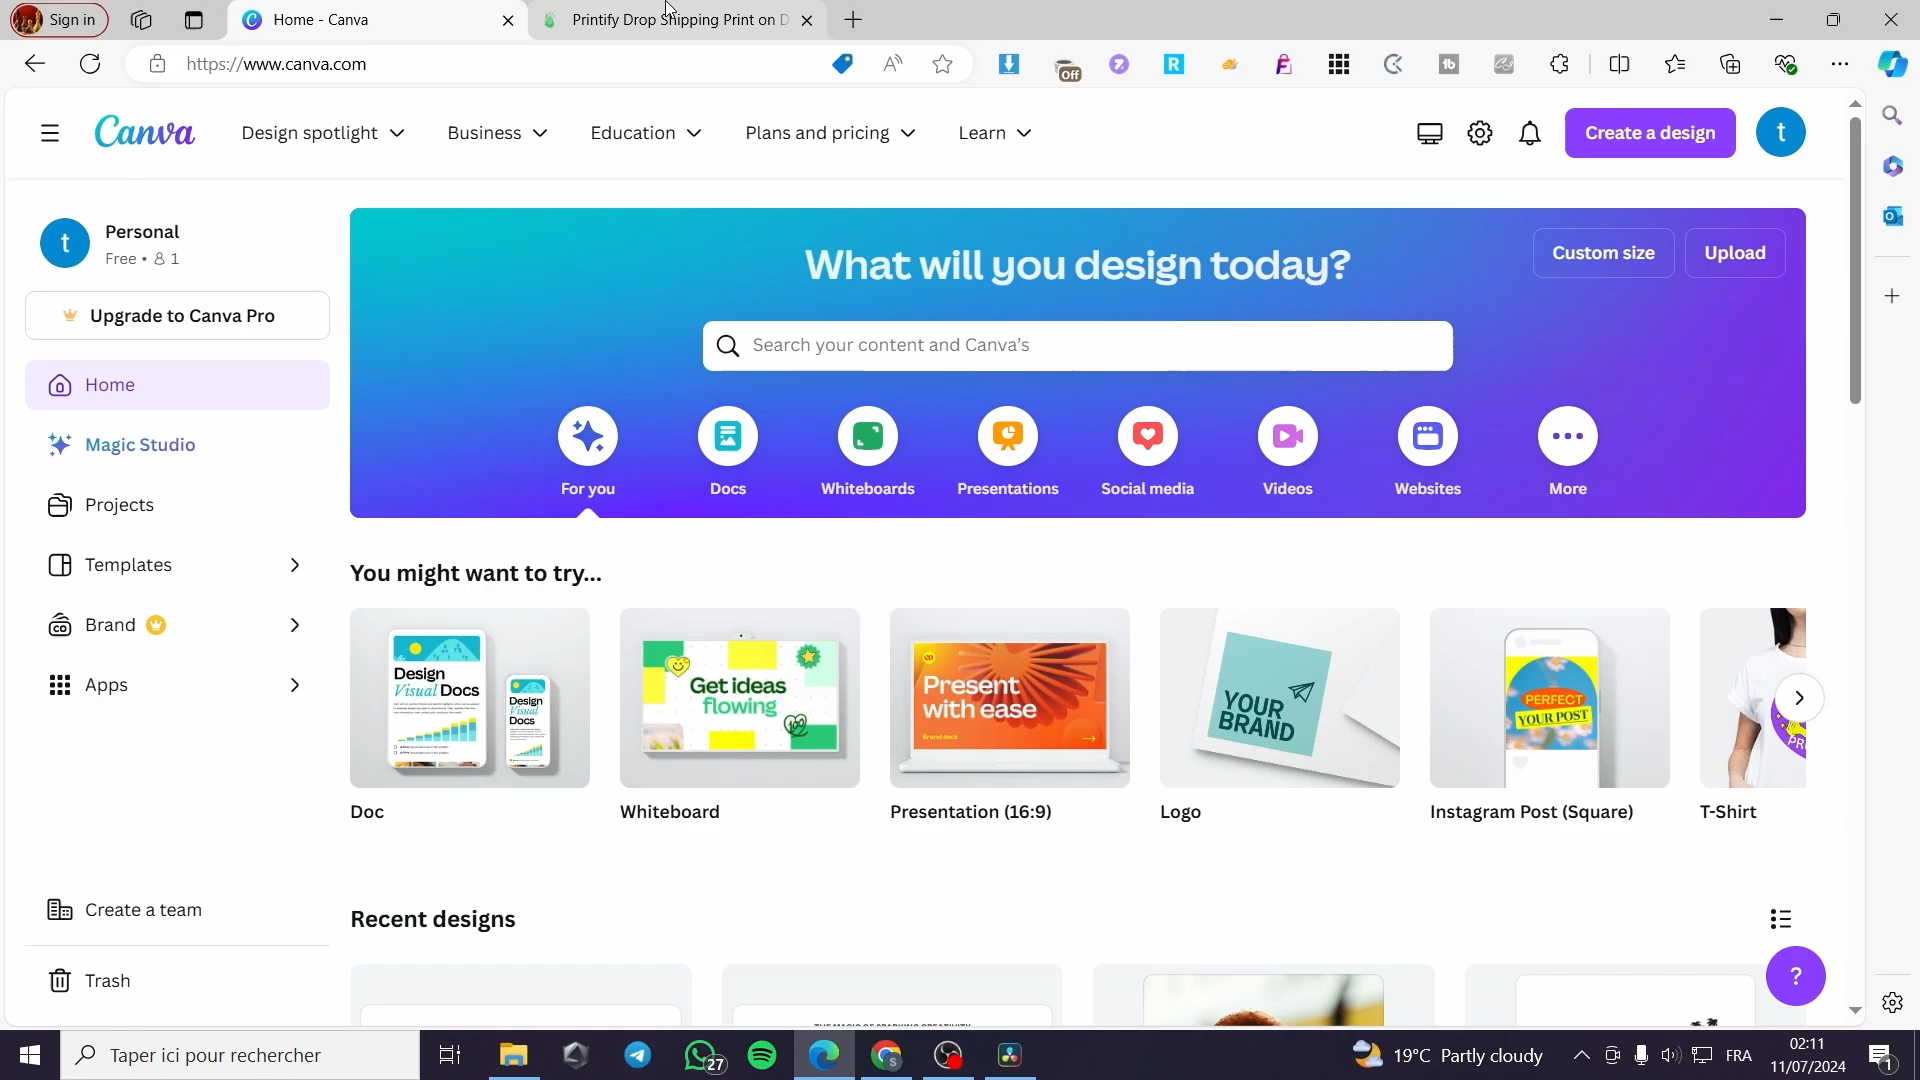 Sign in
Home - Canva
Printify Drop Shipping Print on D
https://www.canva.com
Off
Canva
Design spotlight
Business
Education
Plans and pricing
Learn
Create a design
t
t
Personal
Free • 1
Upgrade to Canva Pro
Home
Magic Studio
Projects
Templates
Brand
Apps
Create a team
Trash
What will you design today?
Custom size
Upload
Search your content and Canva's
For you
Docs
Whiteboards
Presentations
Social media
Videos
Websites
More
You might want to try...
Design
Visual Docs
Design
Visual
Docs
Get ideas
flowing
Present
with ease
Brand deck
YOUR
BRAND
PERFECT
YOUR POST
Doc
Whiteboard
Presentation (16:9)
Logo
Instagram Post (Square)
T-Shirt
Recent designs
?
Taper ici pour rechercher
27
19°C Partly cloudy
FRA
02:11
11/07/2024
1